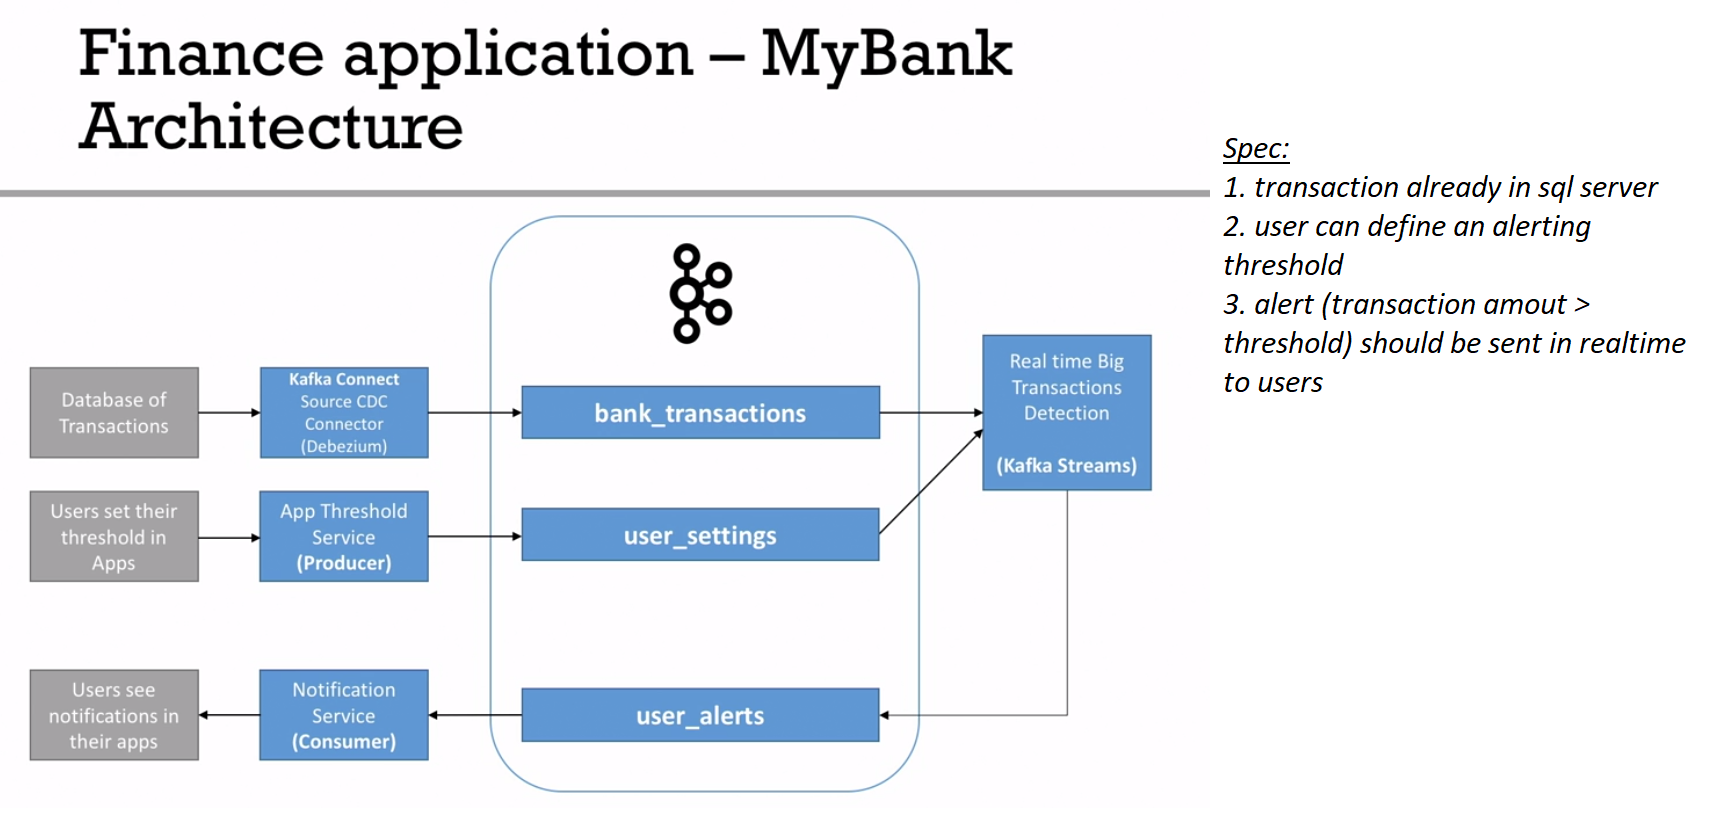 Finance application – MyBank
Architecture
Spec:
1. transaction already in sql server
2. user can define an alerting
threshold
3. alert (transaction amout >
threshold) should be sent in realtime
to users
Database of
Transactions
Kafka Connect
Source CDC
Connector
(Debezium)
bank_transactions
Real time Big
Transactions
Detection
(Kafka Streams)
Users set their
threshold in
Apps
App Threshold
Service
(Producer)
user_settings
Users see
notifications in
their apps
Notification
Service
(Consumer)
user_alerts